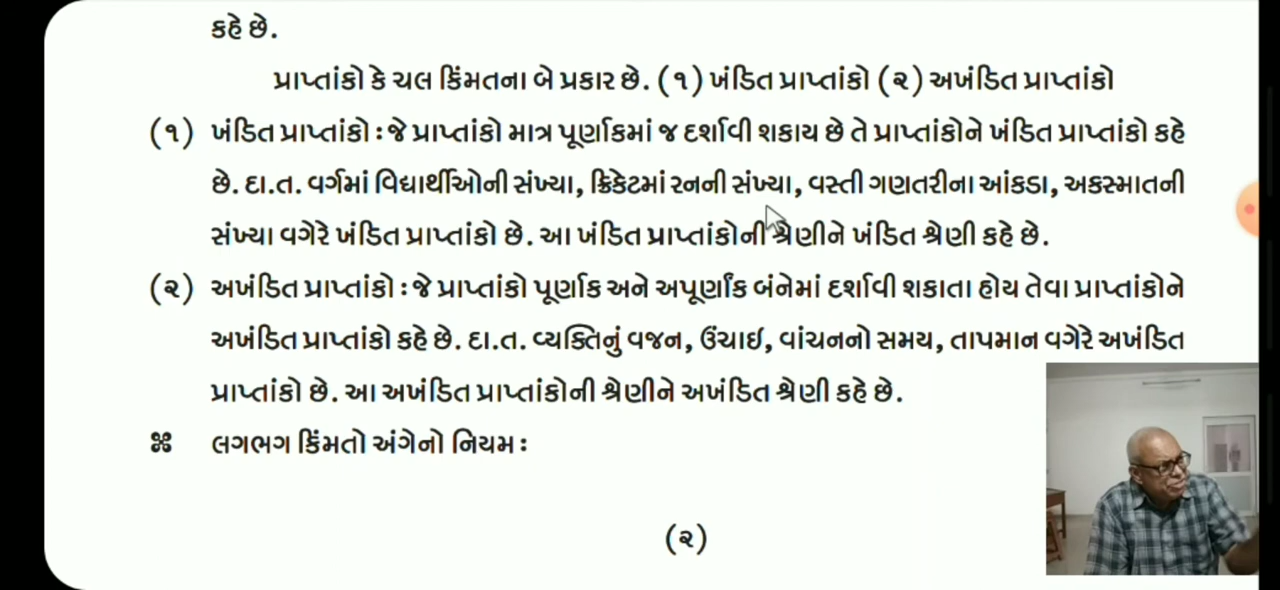 કહે છે.
પ્રાપ્તાંકો કે ચલ કિંમતના બે પ્રકાર છે. (૧) ખંડિત પ્રાપ્તાંકો (૨) અખંડિત પ્રાપ્તાંકો
(૧) ખંડિત પ્રાપ્તાંકો : જે પ્રાપ્તાંકો માત્ર પૂર્ણાકમાં જ દર્શાવી શકાય છે તે પ્રાપ્તાંકોને ખંડિત પ્રાપ્તાંકો કહે
છે. દા.ત. વર્ગમાં વિદ્યાર્થીઓની સંખ્યા, ક્રિકેટમાં રનની સંખ્યા, વસ્તી ગણતરીના આંકડા, અકસ્માતની
સંખ્યા વગેરે ખંડિત પ્રાપ્તાંકો છે. આ ખંડિત પ્રાપ્તાંકોની શ્રેણીને ખંડિત શ્રેણી કહે છે.
(૨) અખંડિત પ્રાપ્તાંકો : જે પ્રાપ્તાંકો પૂર્ણાક અને અપૂર્ણાંક બંનેમાં દર્શાવી શકાતા હોય તેવા પ્રાપ્તાંકોને
અખંડિત પ્રાપ્તાંકો કહે છે. દા.ત. વ્યક્તિનું વજન, ઉંચાઇ, વાંચનનો સમય, તાપમાન વગેરે અખંડિત
પ્રાપ્તાંકો છે. આ અખંડિત પ્રાપ્તાંકોની શ્રેણીને અખંડિત શ્રેણી કહે છે.
⌘ લગભગ કિંમતો અંગેનો નિયમ :
(૨)